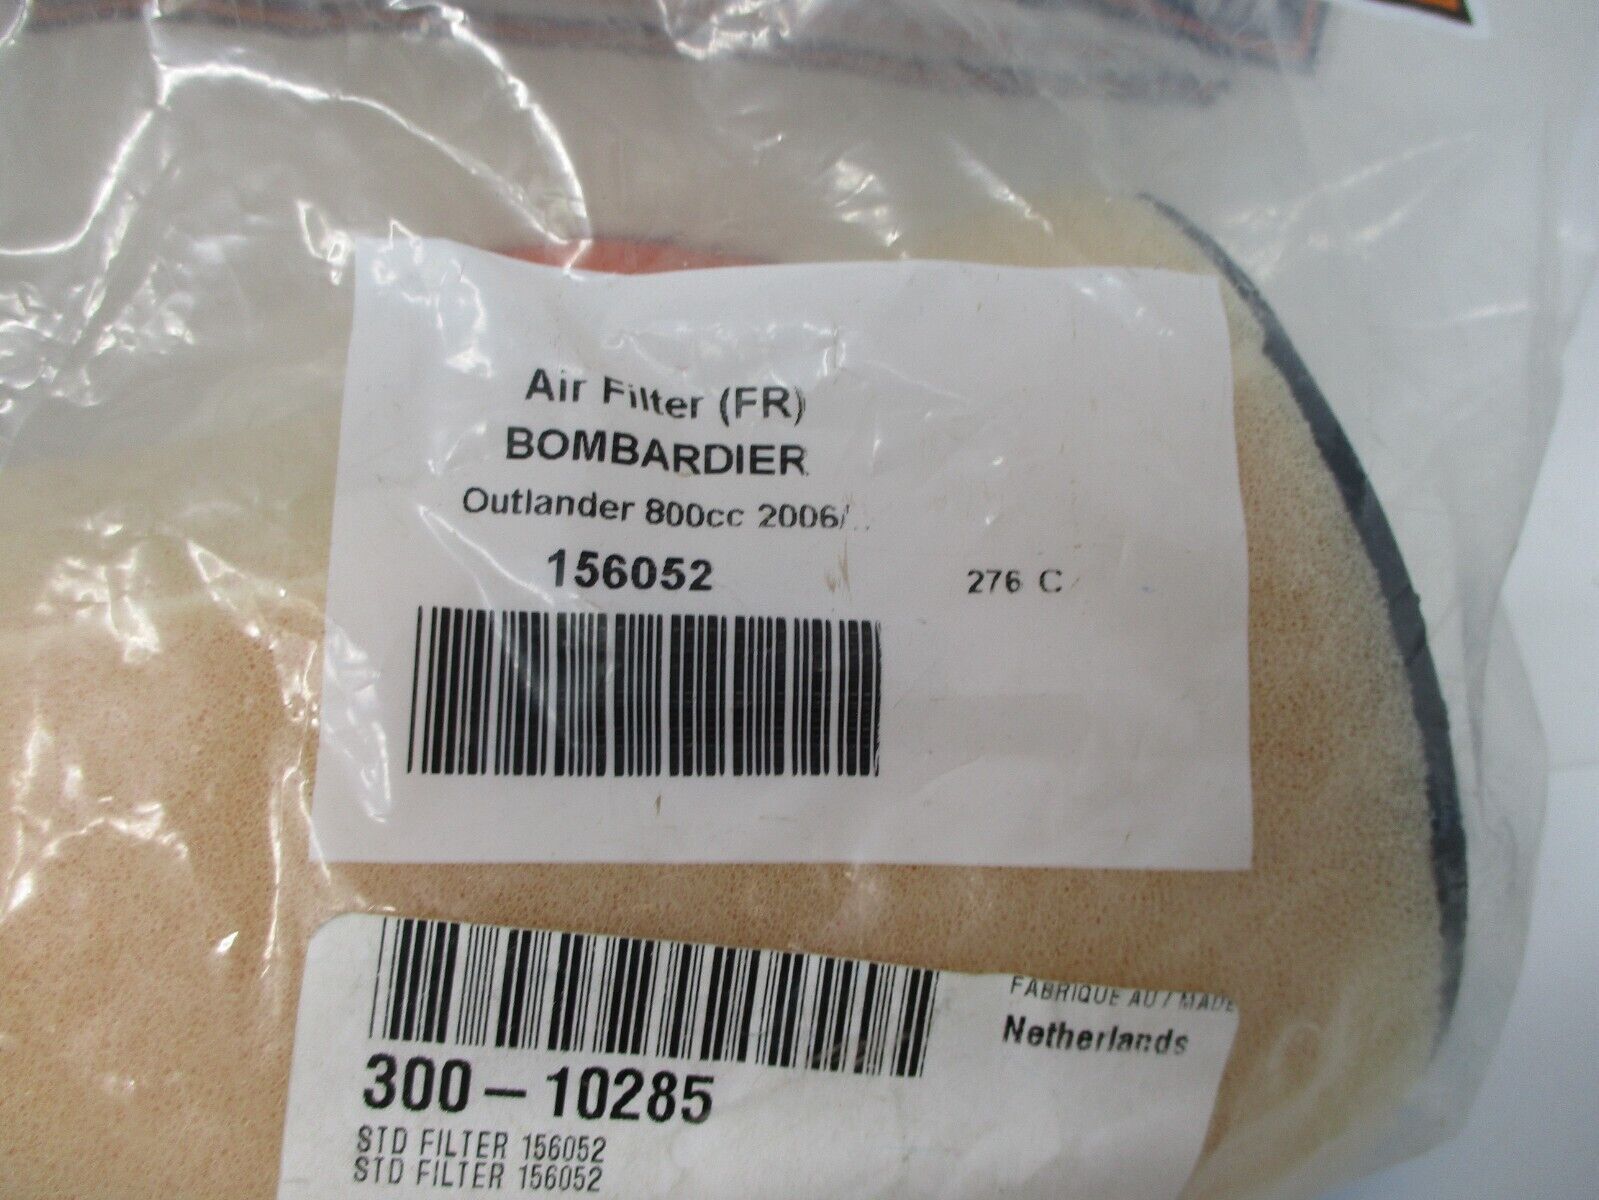 Air Filter (FR)
BOMBARDIER
Outlander 800cc 2006/..
156052
276 C
FABRIQUE AU / MADE
Netherlands
300-10285
STD FILTER 156052
STD FILTER 156052